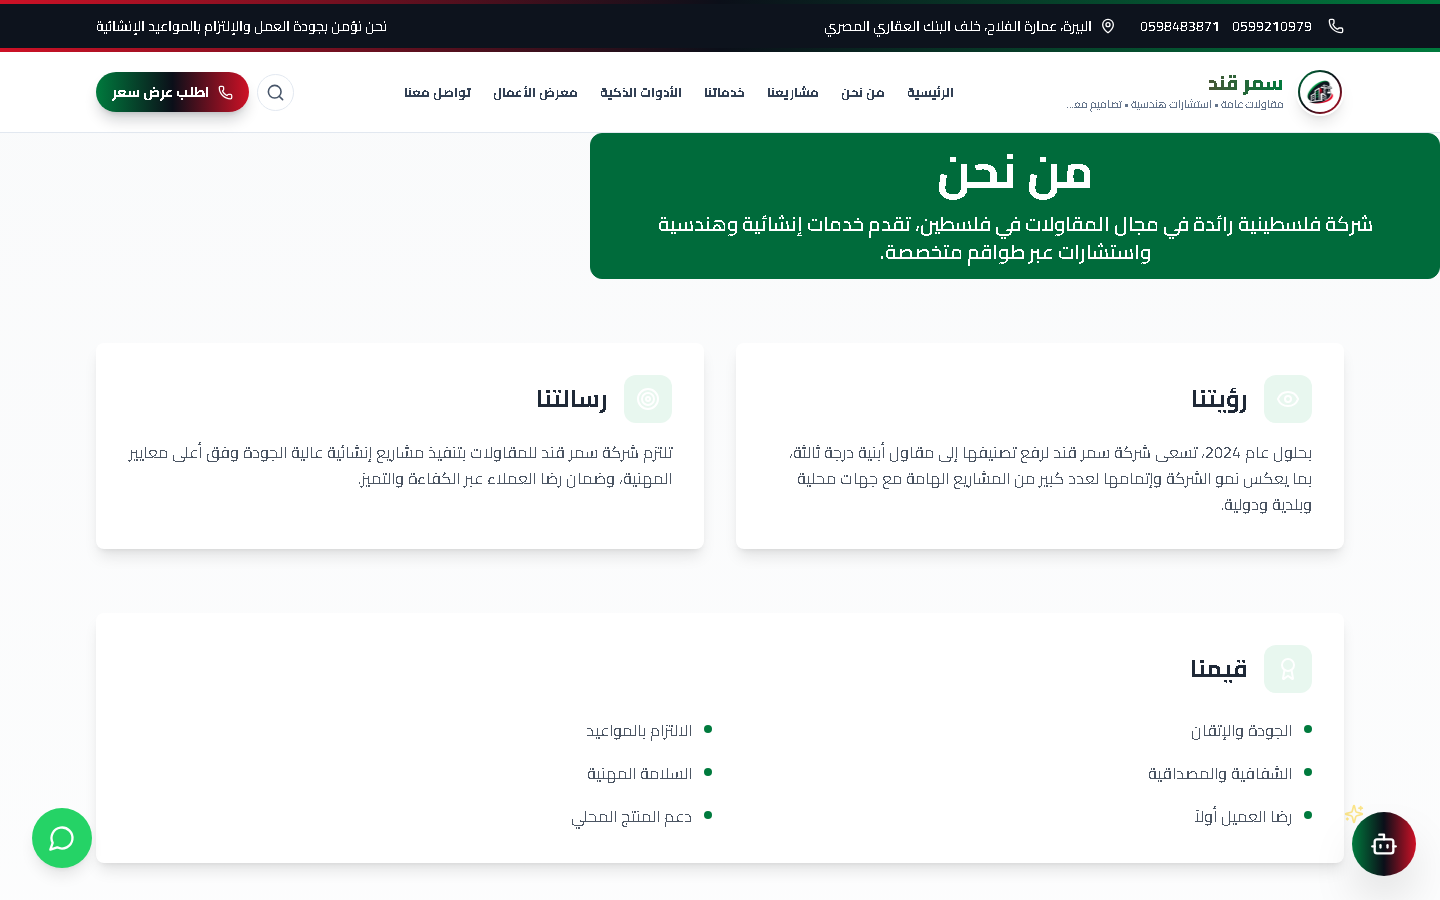 0599210979 0598483871 البيرة، عمارة الفلاح، خلف البنك العقاري المصري
نحن نؤمن بجودة العمل والإلتزام بالمواعيد الإنشائية
سمر قند
مقاولات عامة • استشارات هندسية • تصاميم مع...
الرئيسية من نحن مشاريعنا خدماتنا الأدوات الذكية معرض الأعمال تواصل معنا
اطلب عرض سعر
من نحن
شركة فلسطينية رائدة في مجال المقاولات في فلسطين، تقدم خدمات إنشائية وهندسية
واستشارات عبر طواقم متخصصة.
رؤيتنا
بحلول عام 2024، تسعى شركة سمر قند لرفع تصنيفها إلى مقاول أبنية درجة ثالثة،
بما يعكس نمو الشركة وإتمامها لعدد كبير من المشاريع الهامة مع جهات محلية
وبلدية ودولية.
رسالتنا
تلتزم شركة سمر قند للمقاولات بتنفيذ مشاريع إنشائية عالية الجودة وفق أعلى معايير
المهنية، وضمان رضا العملاء عبر الكفاءة والتميز.
قيمنا
الجودة والإتقان
الالتزام بالمواعيد
الشفافية والمصداقية
السلامة المهنية
رضا العميل أولاً
دعم المنتج المحلي